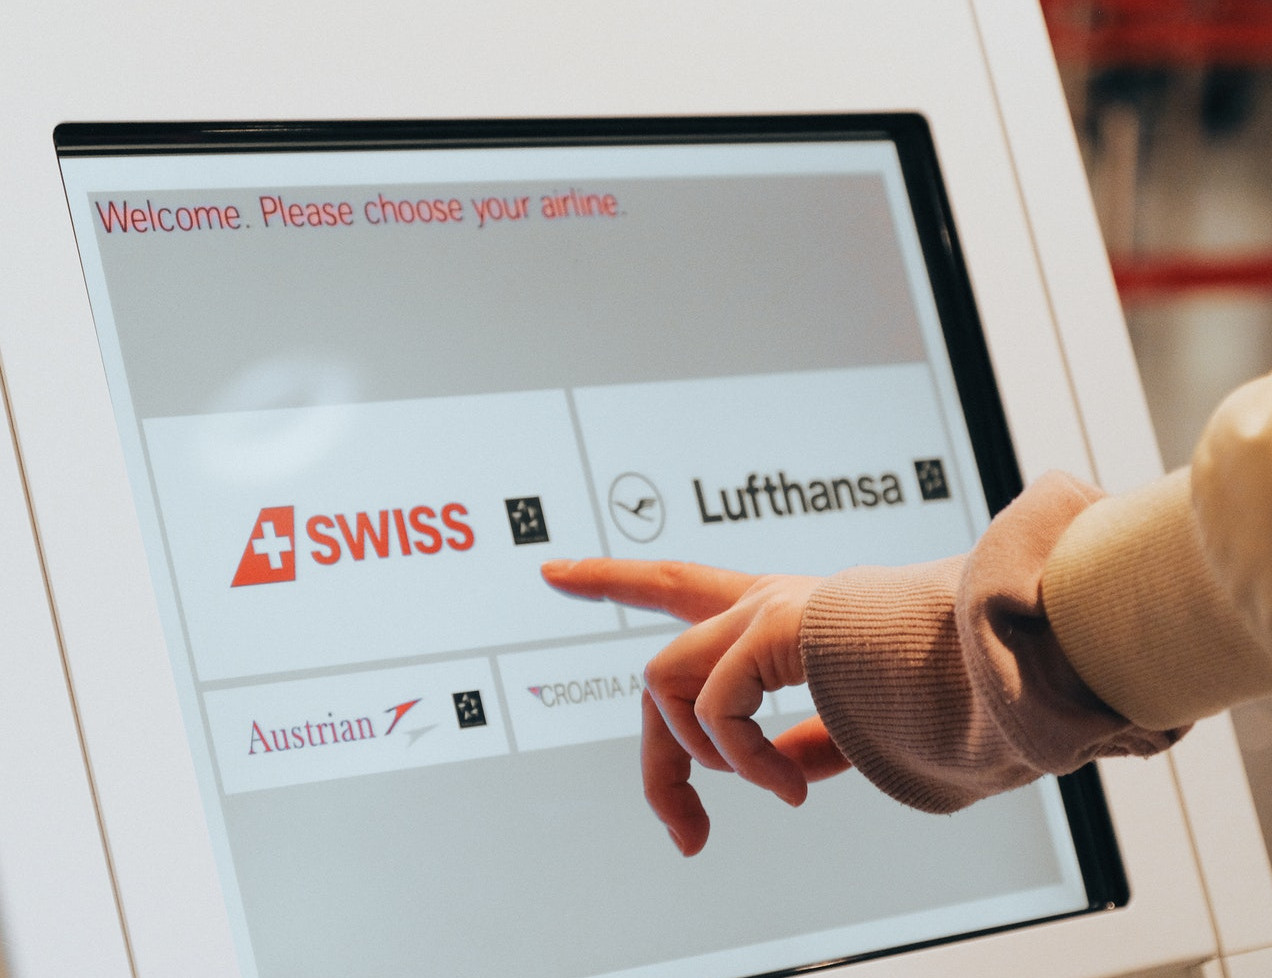 Welcome. Please choose your airline.
SWISS
Lufthansa
Austrian
CROATIA